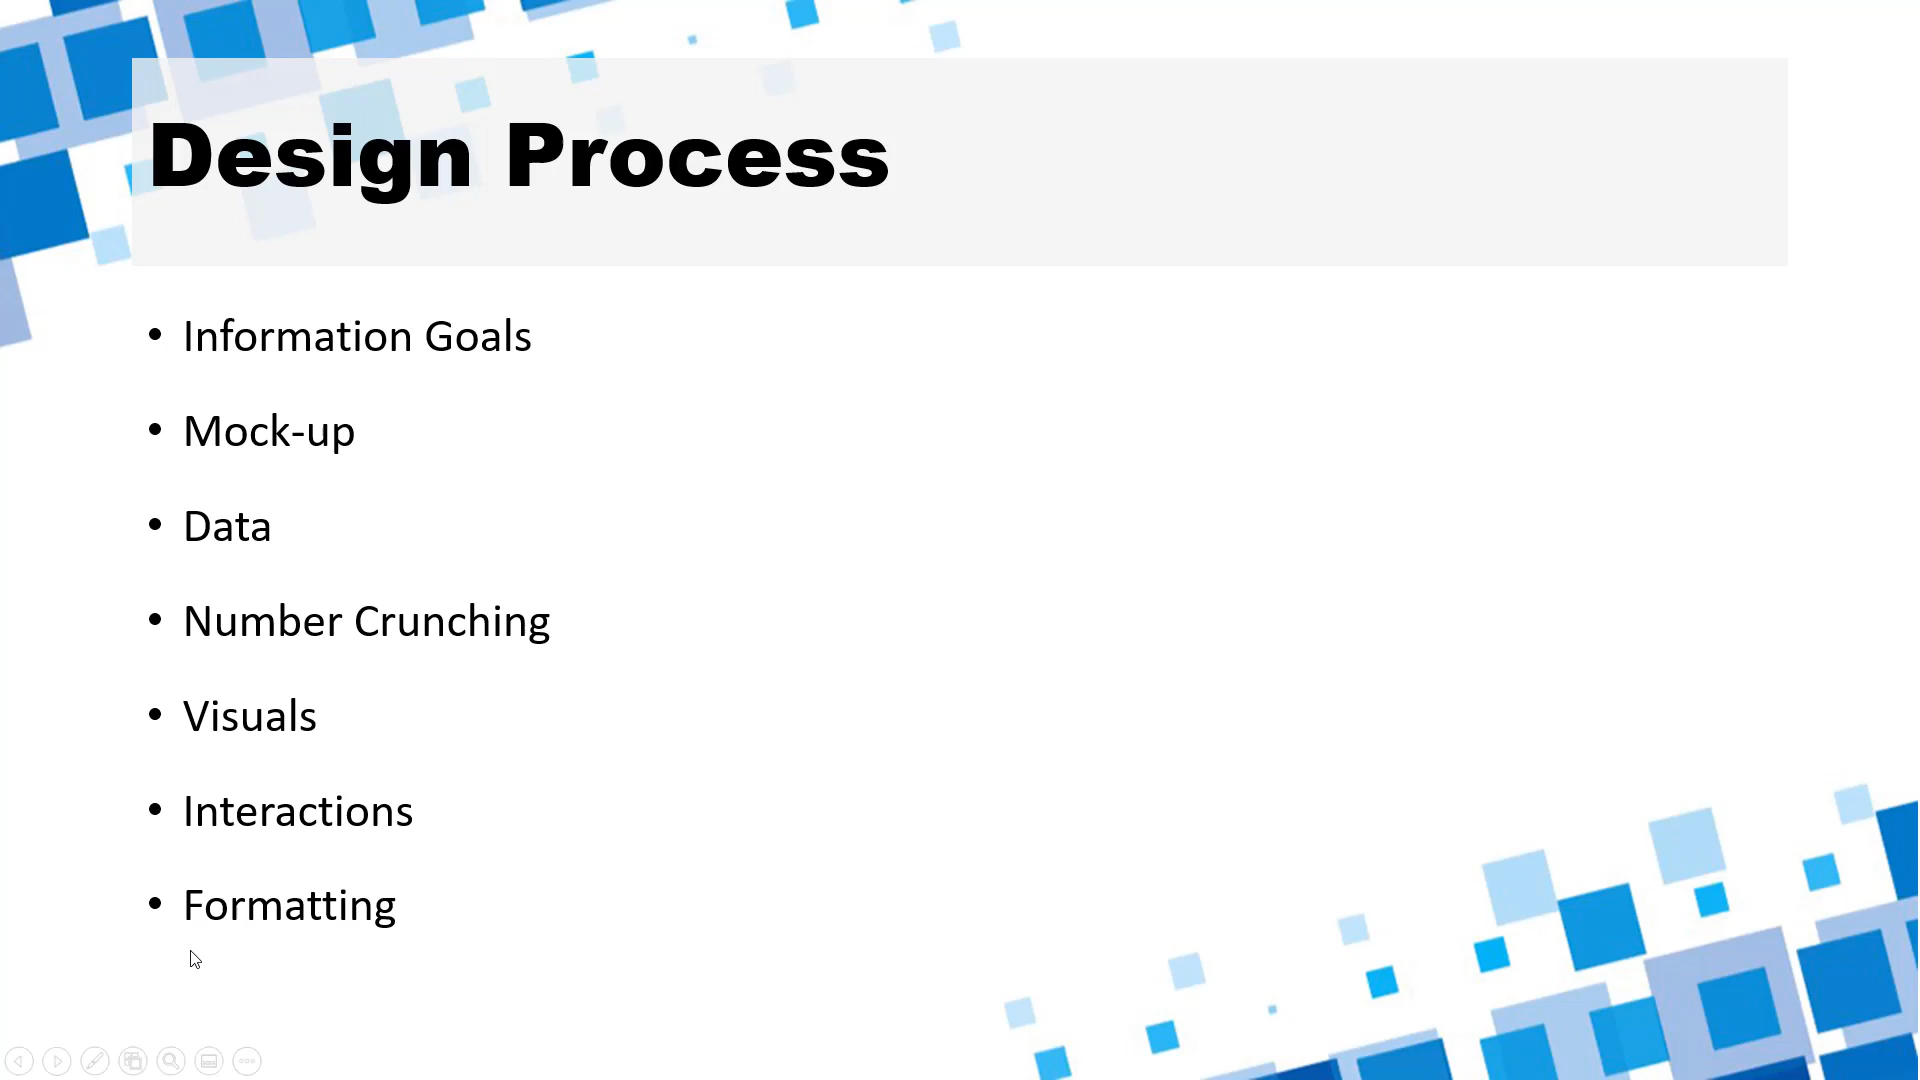 Design Process
• Information Goals
• Mock-up
• Data
• Number Crunching
• Visuals
• Interactions
• Formatting